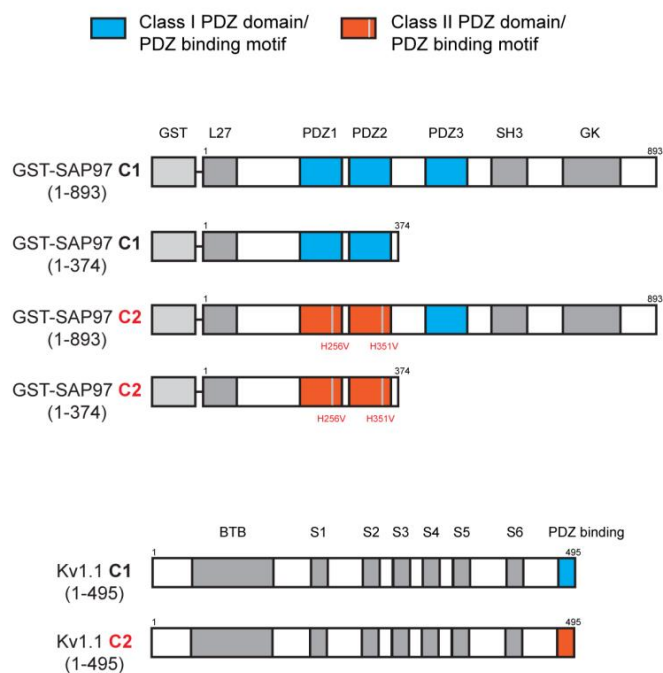 Class I PDZ domain/
PDZ binding motif
Class II PDZ domain/
PDZ binding motif
GST L27 PDZ1 PDZ2 PDZ3 SH3 GK
1 893
GST-SAP97 C1
(1-893)
1 374
GST-SAP97 C1
(1-374)
1 893
GST-SAP97 C2
(1-893)
H256V H351V
1 374
GST-SAP97 C2
(1-374)
H256V H351V
BTB S1 S2 S3 S4 S5 S6 PDZ binding
1 495
Kv1.1 C1
(1-495)
1 495
Kv1.1 C2
(1-495)